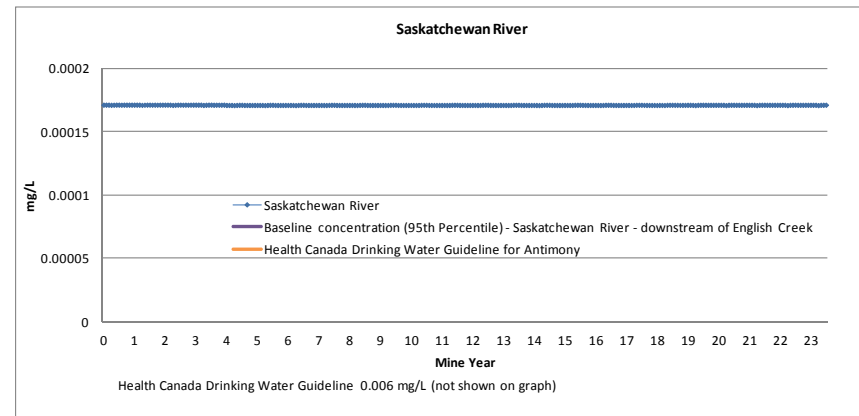 Saskatchewan River
0.0002
0.00015
0.0001
0.00005
0
mg/L
Saskatchewan River
Baseline concentration (95th Percentile) - Saskatchewan River - downstream of English Creek
Health Canada Drinking Water Guideline for Antimony
0 1 2 3 4 5 6 7 8 9 10 11 12 13 14 15 16 17 18 19 20 21 22 23
Mine Year
Health Canada Drinking Water Guideline 0.006 mg/L (not shown on graph)